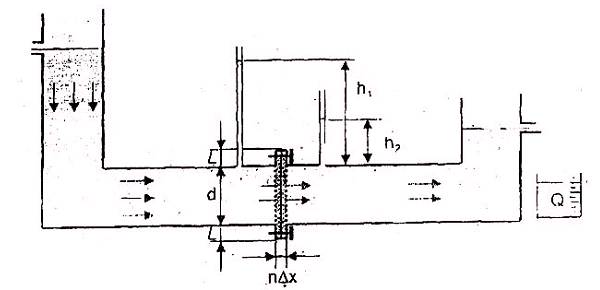 h₁
h₂
L
d
L
Q
nΔx